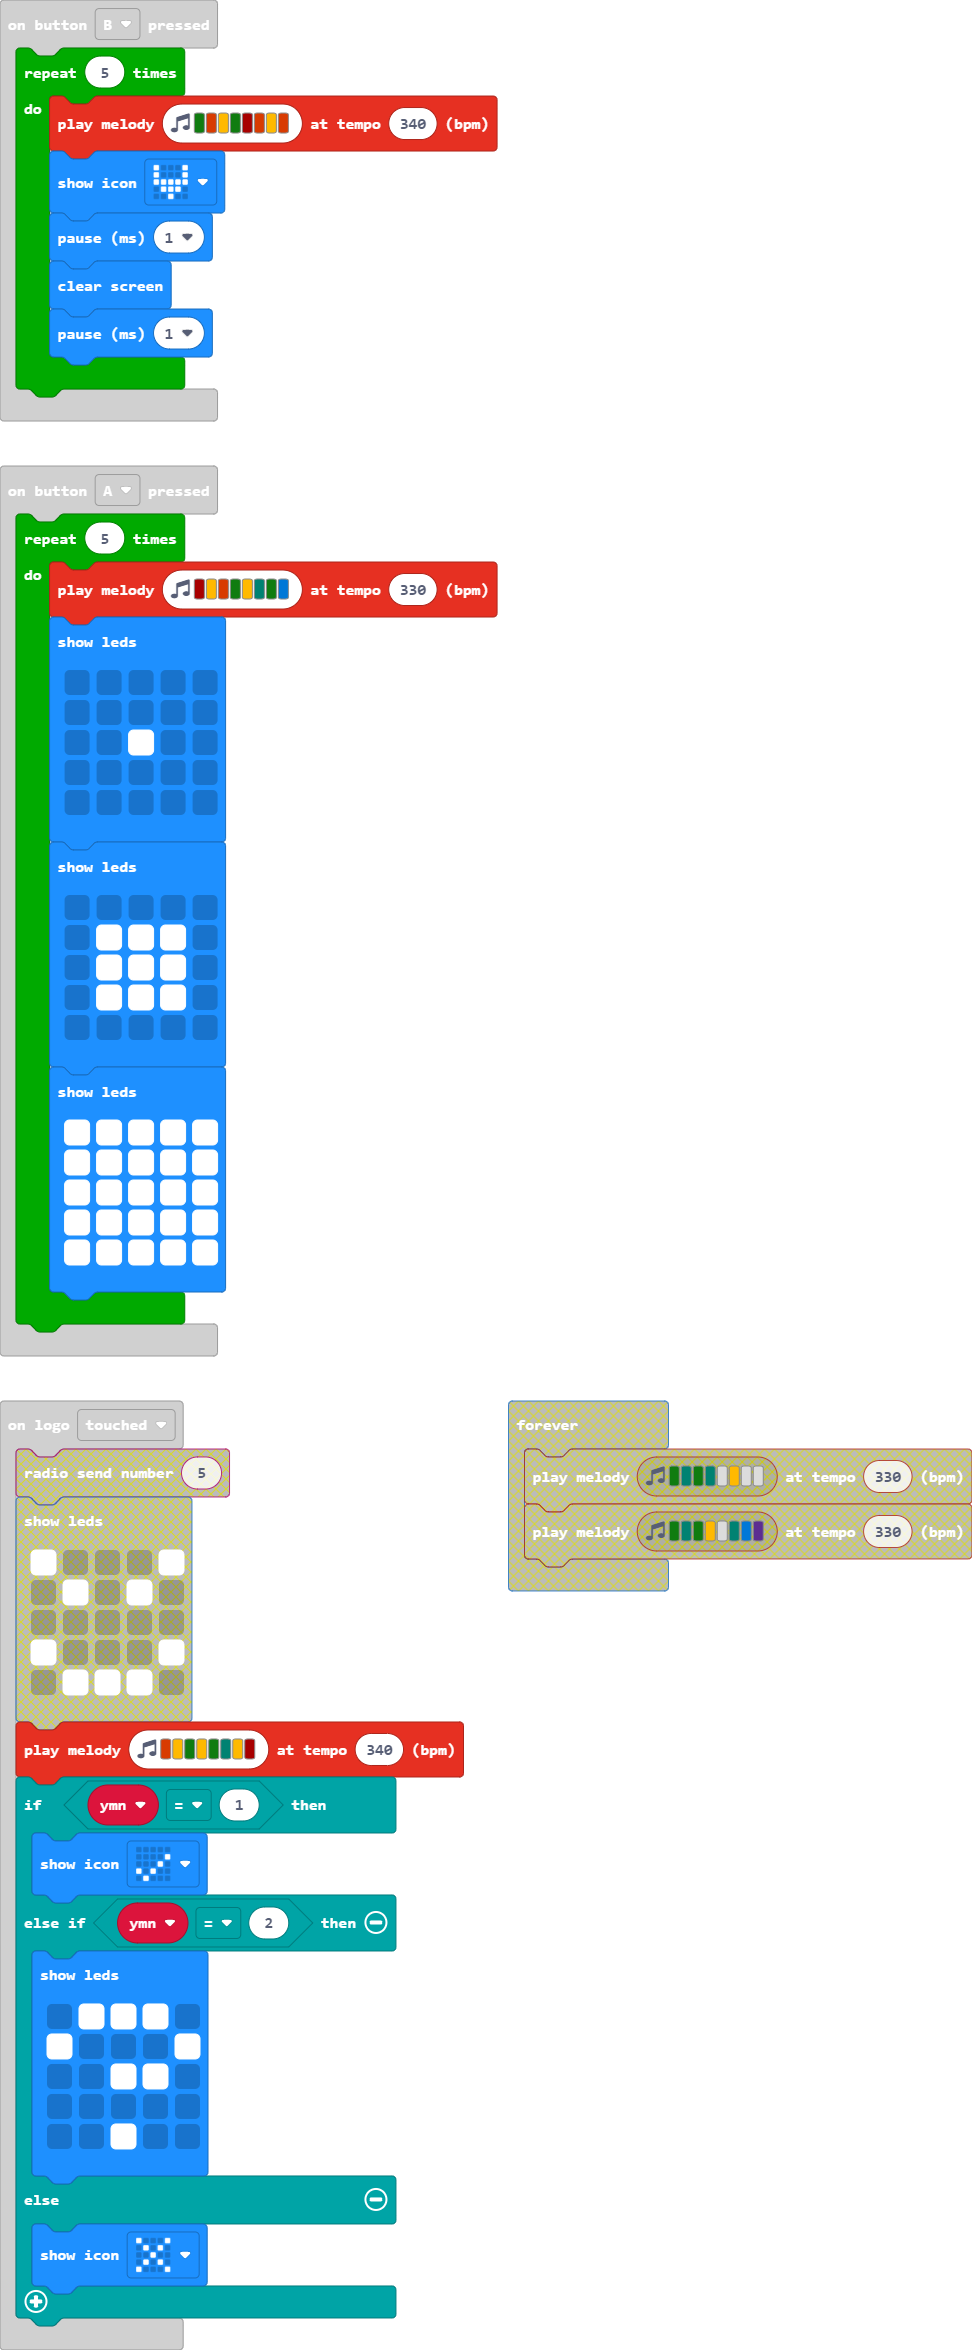 on button B pressed
repeat 5 times
do
play melody at tempo 340 (bpm)
show icon
pause (ms) 1
clear screen
pause (ms) 1
on button A pressed
repeat 5 times
do
play melody at tempo 330 (bpm)
show leds
show leds
show leds
on logo touched
radio send number 5
show leds
play melody at tempo 340 (bpm)
if ymn = 1 then
show icon
else if ymn = 2 then
show leds
else
show icon
forever
play melody at tempo 330 (bpm)
play melody at tempo 330 (bpm)